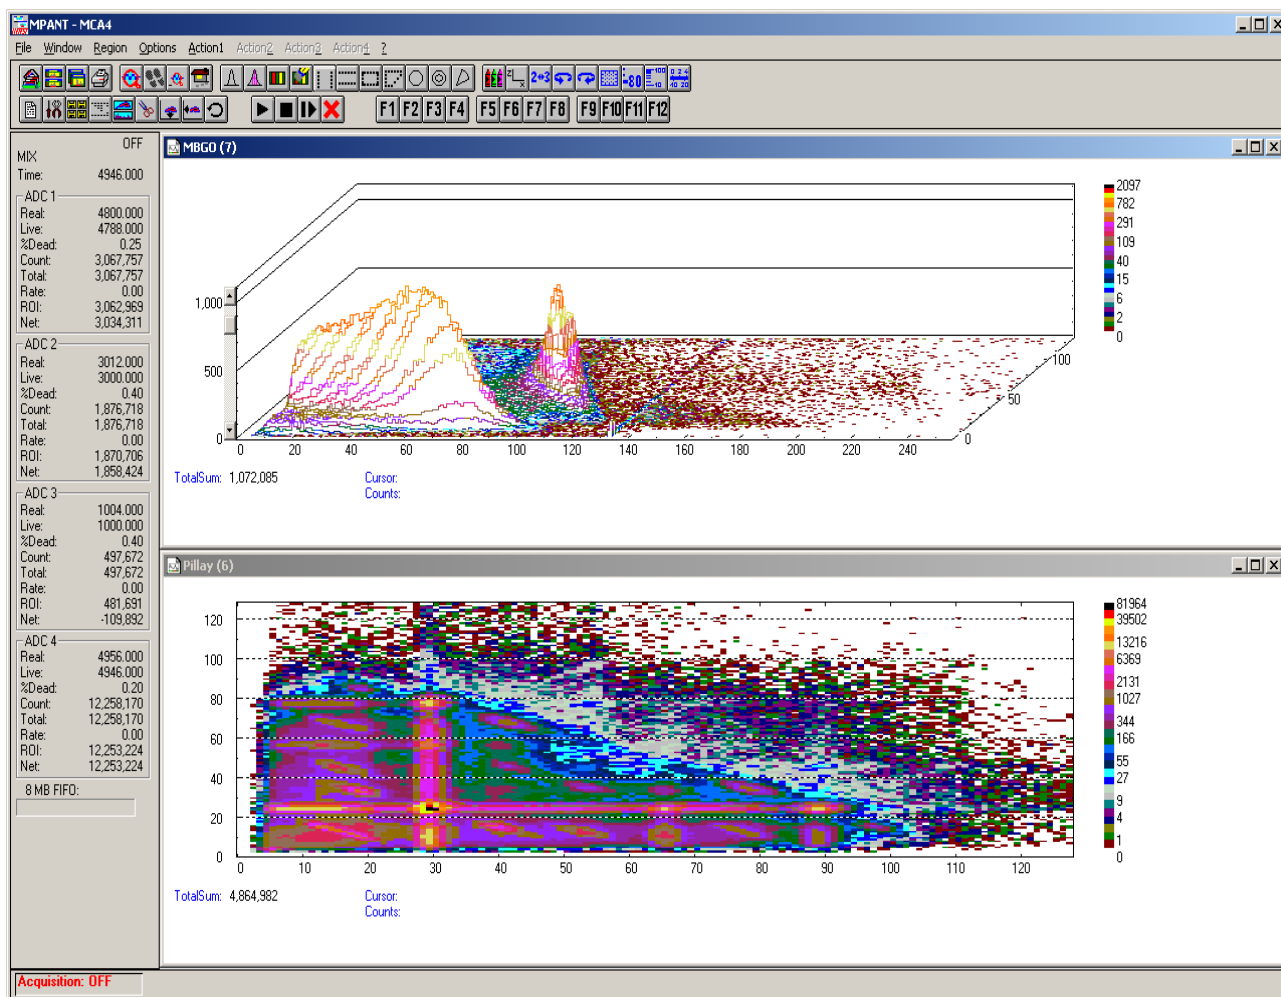 MPANT - MCA4
File Window Region Options Action1 Action2 Action3 Action4 ?
2↔3 -80 100 10 0 2 4 40 20
F1 F2 F3 F4 F5 F6 F7 F8 F9 F10 F11 F12
OFF
MIX
Time: 4946.000
ADC 1
Real: 4800.000
Live: 4788.000
%Dead: 0.25
Count: 3,067,757
Total: 3,067,757
Rate: 0.00
ROI: 3,062,969
Net: 3,034,311
ADC 2
Real: 3012.000
Live: 3000.000
%Dead: 0.40
Count: 1,876,718
Total: 1,876,718
Rate: 0.00
ROI: 1,870,706
Net: 1,858,424
ADC 3
Real: 1004.000
Live: 1000.000
%Dead: 0.40
Count: 497,672
Total: 497,672
Rate: 0.00
ROI: 481,691
Net: -109,892
ADC 4
Real: 4956.000
Live: 4946.000
%Dead: 0.20
Count: 12,258,170
Total: 12,258,170
Rate: 0.00
ROI: 12,253,224
Net: 12,253,224
8 MB FIFO:
MBGO (7)
1,000
500
0
0 20 40 60 80 100 120 140 160 180 200 220 240
0
50
100
2097
782
291
109
40
15
6
2
0
TotalSum: 1,072,085 Cursor:
Counts:
Pillay (6)
120
100
80
60
40
20
0
0 10 20 30 40 50 60 70 80 90 100 110 120
81964
39502
13216
6369
2131
1027
344
166
55
27
9
4
1
0
TotalSum: 4,864,982 Cursor:
Counts:
Acquisition: OFF